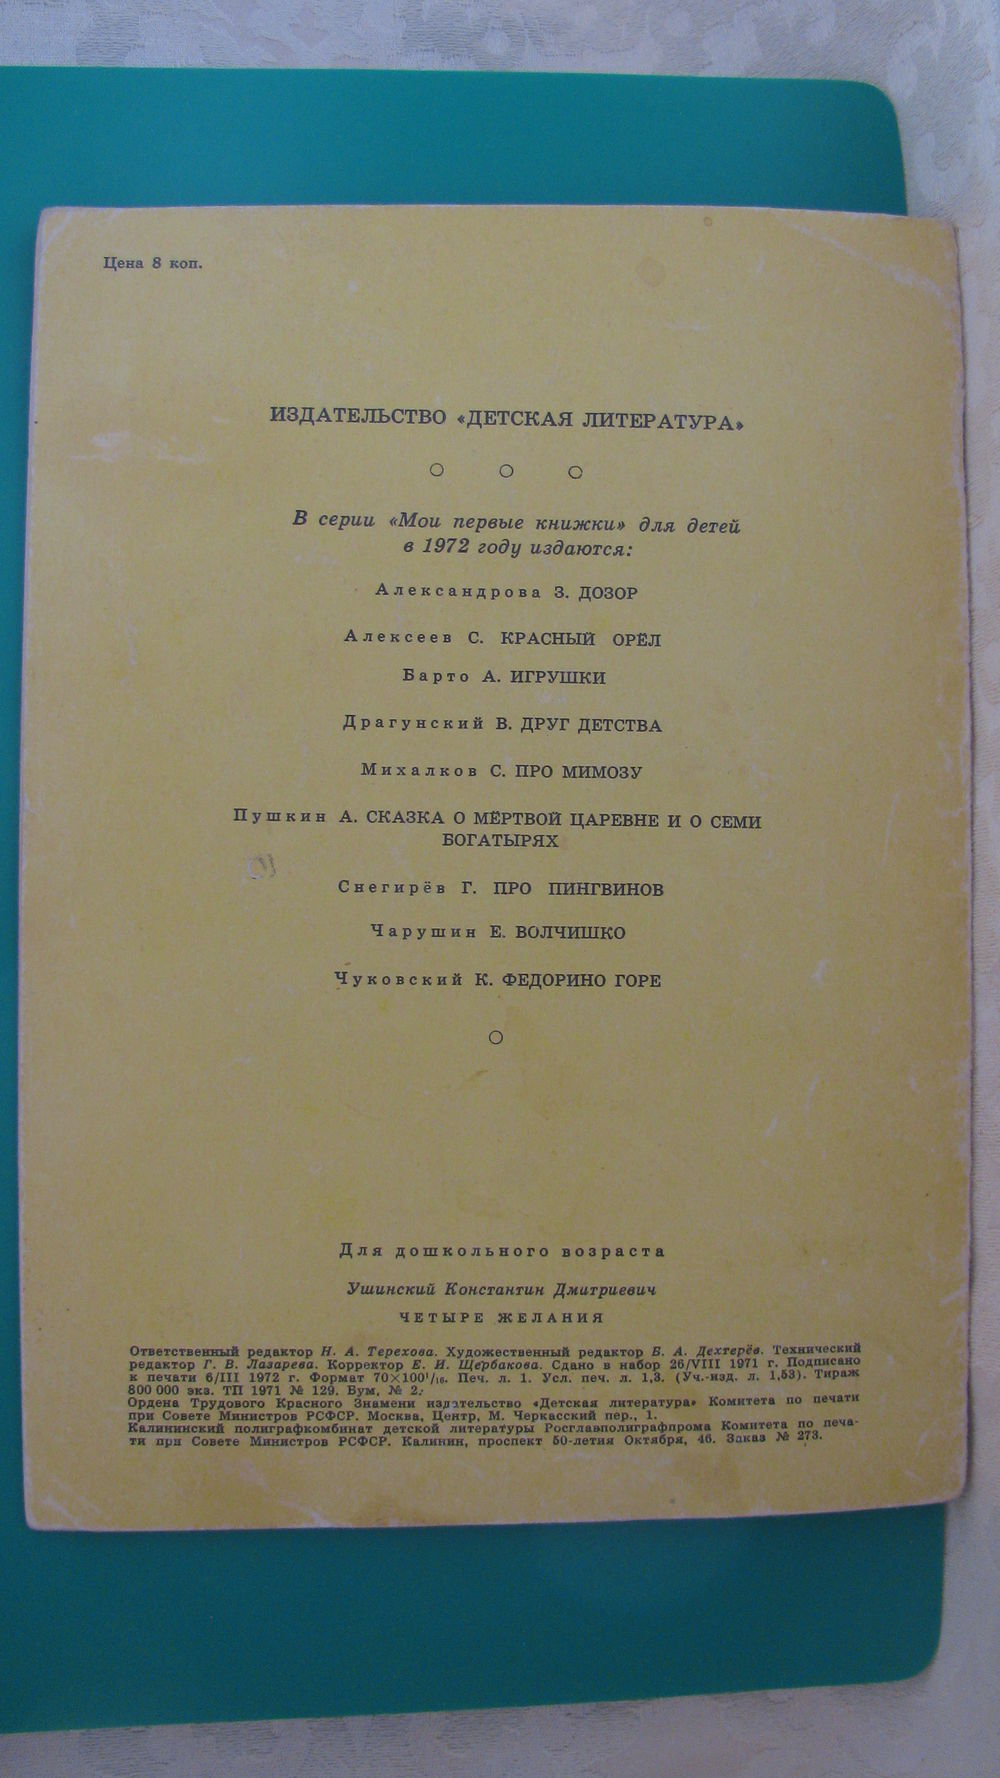 Цена 8 коп.
ИЗДАТЕЛЬСТВО «ДЕТСКАЯ ЛИТЕРАТУРА»
В серии «Мои первые книжки» для детей
в 1972 году издаются:
Александрова З. ДОЗОР
Алексеев С. КРАСНЫЙ ОРЁЛ
Барто А. ИГРУШКИ
Драгунский В. ДРУГ ДЕТСТВА
Михалков С. ПРО МИМОЗУ
Пушкин А. СКАЗКА О МЁРТВОЙ ЦАРЕВНЕ И О СЕМИ
БОГАТЫРЯХ
Снегирёв Г. ПРО ПИНГВИНОВ
Чарушин Е. ВОЛЧИШКО
Чуковский К. ФЕДОРИНО ГОРЕ
Для дошкольного возраста
Ушинский Константин Дмитриевич
ЧЕТЫРЕ ЖЕЛАНИЯ
Ответственный редактор Н. А. Терехова. Художественный редактор Б. А. Дехтерёв. Технический
редактор Г. В. Лазарева. Корректор Е. И. Щербакова. Сдано в набор 26/VIII 1971 г. Подписано
к печати 6/III 1972 г. Формат 70×100¹/₁₆. Печ. л. 1. Усл. печ. л. 1,3. (Уч.-изд. л. 1,53). Тираж
800 000 экз. ТП 1971 № 129. Бум. № 2.
Ордена Трудового Красного Знамени издательство «Детская литература» Комитета по печати
при Совете Министров РСФСР. Москва, Центр, М. Черкасский пер., 1.
Калининский полиграфкомбинат детской литературы Росглавполиграфпрома Комитета по печа-
ти при Совете Министров РСФСР. Калинин, проспект 50-летия Октября, 46. Заказ № 273.